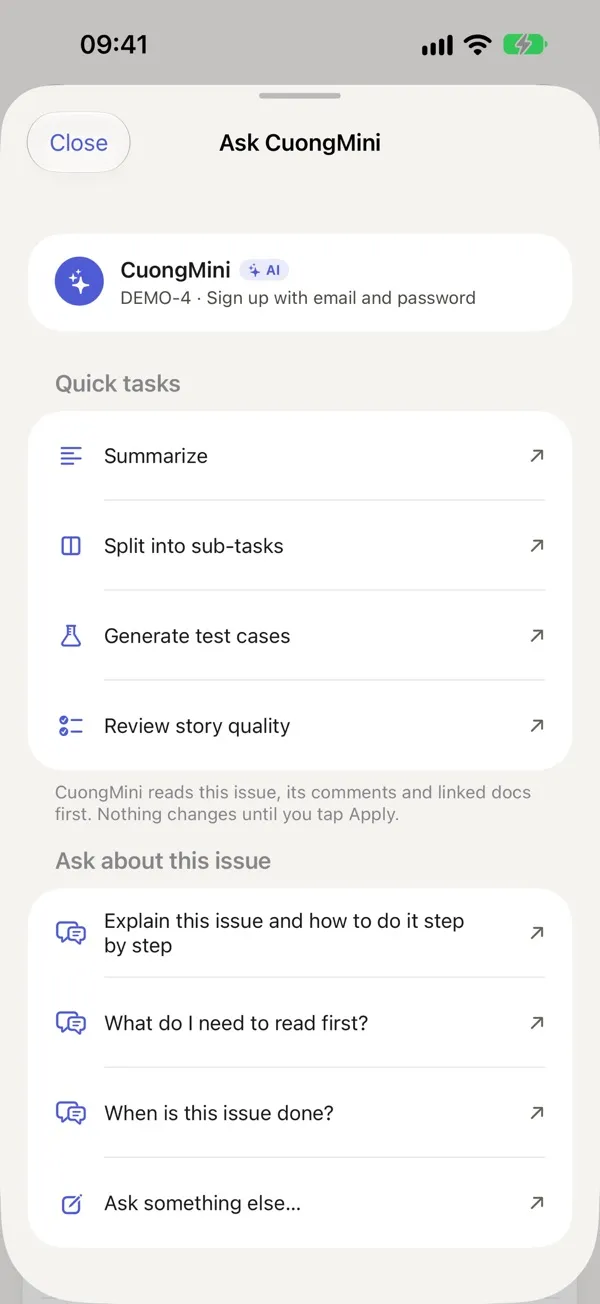 09:41
Close
Ask CuongMini
CuongMini AI
DEMO-4 · Sign up with email and password
Quick tasks
Summarize
Split into sub-tasks
Generate test cases
Review story quality
CuongMini reads this issue, its comments and linked docs
first. Nothing changes until you tap Apply.
Ask about this issue
Explain this issue and how to do it step
by step
What do I need to read first?
When is this issue done?
Ask something else...